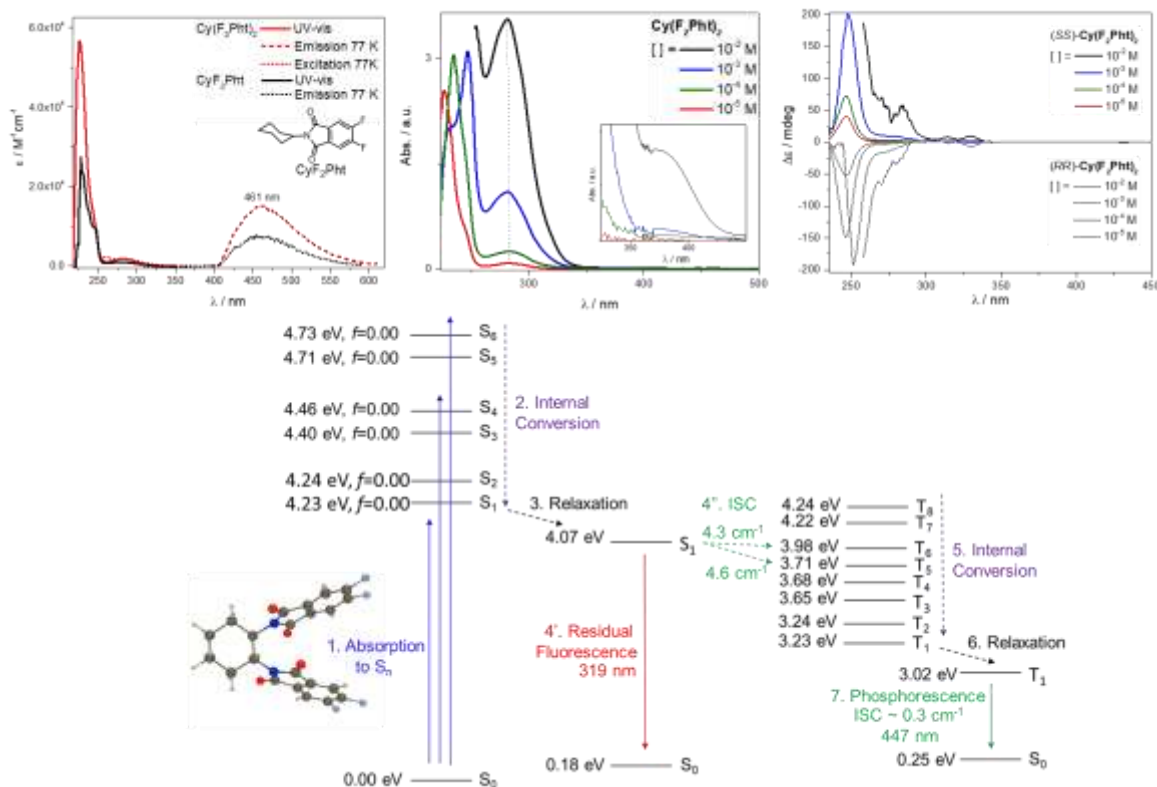 Cy(F₂Pht)₂ UV-vis
Emission 77 K
Excitation 77K
CyF₂Pht UV-vis
Emission 77 K
CyF₂Pht
461 nm
ε / M⁻¹cm⁻¹
0.0
200 250 300 350 400 450 500 550 600
λ / nm
Cy(F₂Pht)₂
[ ] = 10⁻² M
10⁻³ M
10⁻⁴ M
10⁻⁵ M
Abs. / a.u.
3
0
300 400 500
λ / nm
Abs. / a.u.
λ / nm
(SS)-Cy(F₂Pht)₂
[ ] = 10⁻² M
10⁻³ M
10⁻⁴ M
(RR)-Cy(F₂Pht)₂
[ ] = 10⁻² M
10⁻³ M
10⁻⁴ M
10⁻⁵ M
Δε / mdeg
200
150
100
50
0
-50
-100
-150
-200
250 300 350 400 450
λ / nm
4.73 eV, f=0.00 S₆
4.71 eV, f=0.00 S₅
4.46 eV, f=0.00 S₄
4.40 eV, f=0.00 S₃
4.24 eV, f=0.00 S₂
4.23 eV, f=0.00 S₁
2. Internal
Conversion
3. Relaxation
4.07 eV S₁
1. Absorption
to Sₙ
0.00 eV S₀
4'. Residual
Fluorescence
319 nm
0.18 eV S₀
4''. ISC
4.3 cm⁻¹
4.6 cm⁻¹
4.24 eV T₈
4.22 eV T₇
3.98 eV T₆
3.71 eV T₅
3.68 eV T₄
3.65 eV T₃
3.24 eV T₂
3.23 eV T₁
5. Internal
Conversion
6. Relaxation
3.02 eV T₁
7. Phosphorescence
ISC ~ 0.3 cm⁻¹
447 nm
0.25 eV S₀